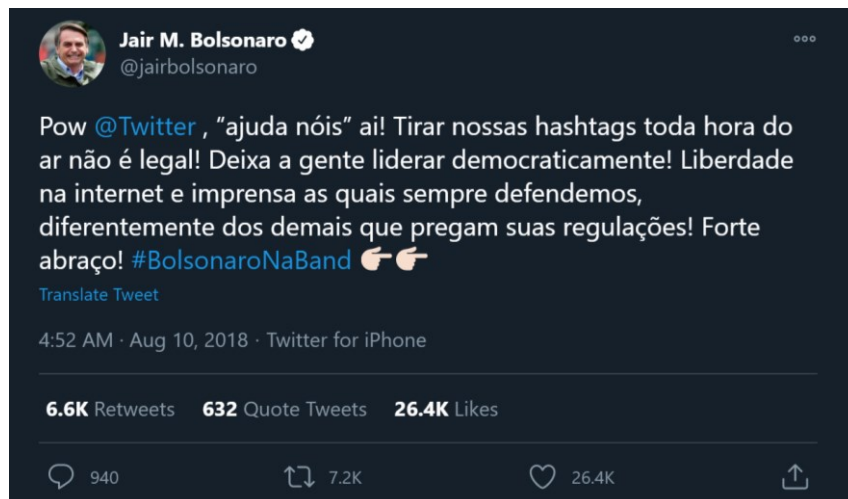 Jair M. Bolsonaro
@jairbolsonaro
Pow @Twitter , “ajuda nóis” ai! Tirar nossas hashtags toda hora do
ar não é legal! Deixa a gente liderar democraticamente! Liberdade
na internet e imprensa as quais sempre defendemos,
diferentemente dos demais que pregam suas regulações! Forte
abraço! #BolsonaroNaBand 👉🏻👉🏻
Translate Tweet
4:52 AM · Aug 10, 2018 · Twitter for iPhone
6.6K Retweets 632 Quote Tweets 26.4K Likes
940 7.2K 26.4K